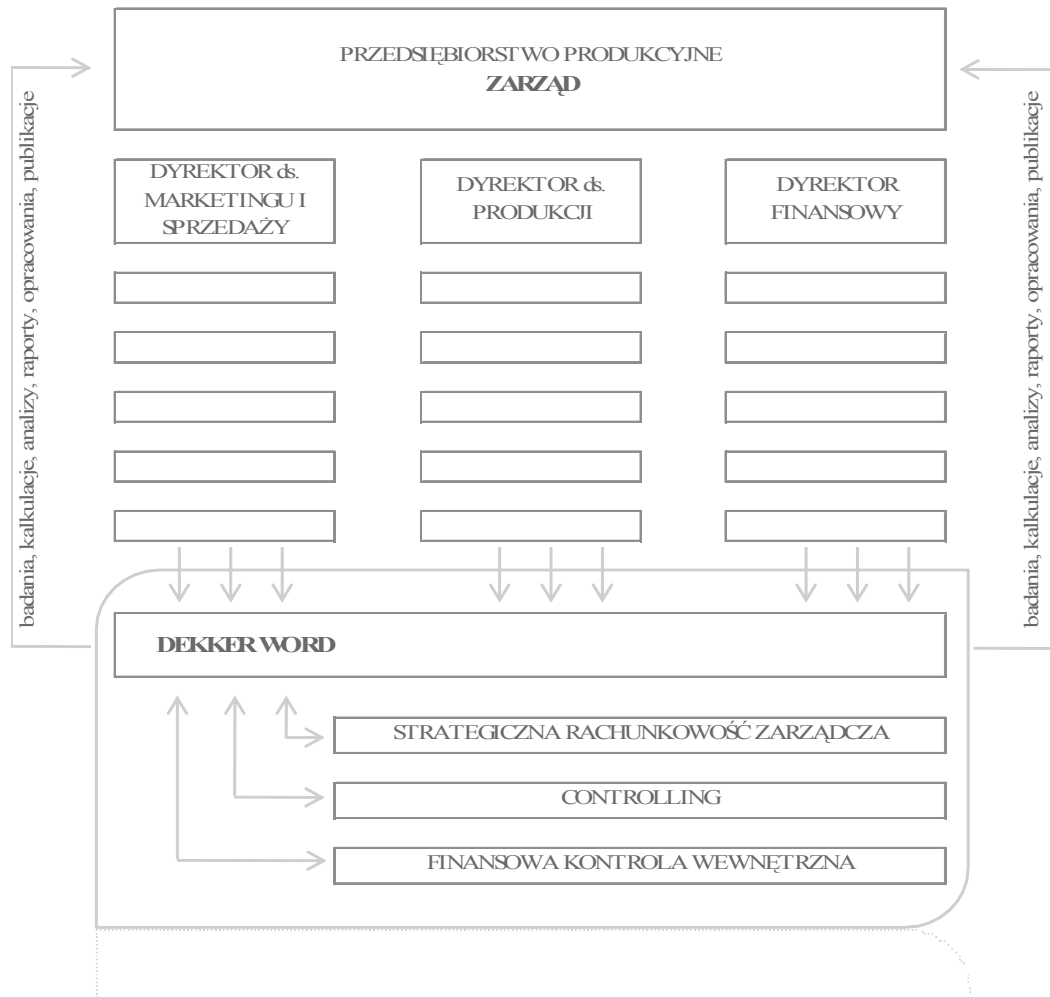 PRZEDSIĘBIORSTWO PRODUKCYJNE
ZARZĄD
badania, kalkulacje, analizy, raporty, opracowania, publikacje
DYREKTOR ds.
MARKETINGU I
SPRZEDAŻY
DYREKTOR ds.
PRODUKCJI
DYREKTOR
FINANSOWY
badania, kalkulacje, analizy, raporty, opracowania, publikacje
DEKKER WORD
STRATEGICZNA RACHUNKOWOŚĆ ZARZĄDCZA
CONTROLLING
FINANSOWA KONTROLA WEWNĘTRZNA